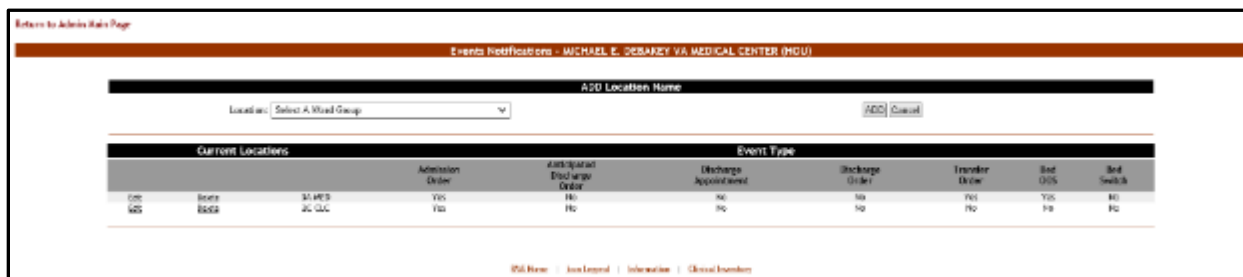 Return to Admin Main Page
Events Notifications - MICHAEL E. DEBAKEY VA MEDICAL CENTER (HOU)
ADD Location Name
Location: Select A Ward Group ADD Cancel
Current Locations Event Type
Admission Order Anticipated Discharge Order Discharge Appointment Discharge Order Transfer Order Bed OOS Bed Switch
Edit Delete 3A MED Yes No No No Yes Yes No
Edit Delete 3C CLC Yes No No No No No No
BMA Home | Icon Legend | Information | Clinical Inventory